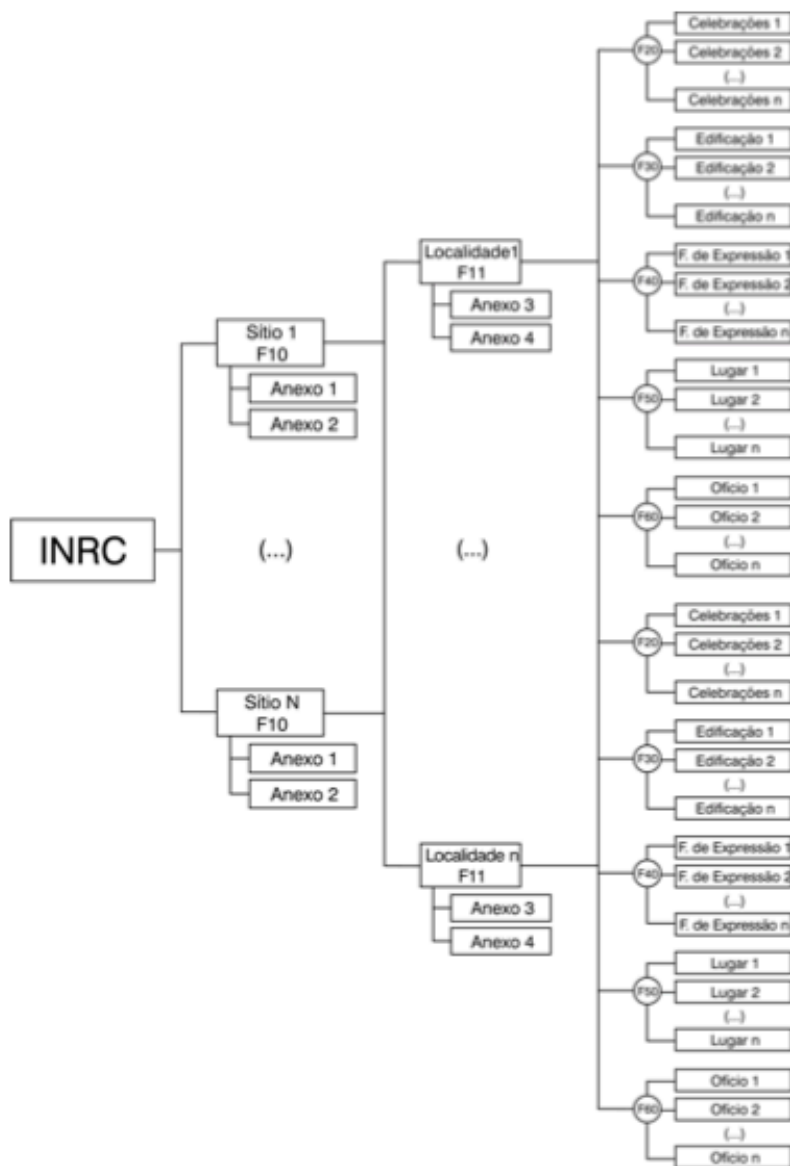 INRC
Sítio 1
F10
Anexo 1
Anexo 2
(...)
Sítio N
F10
Anexo 1
Anexo 2
Localidade1
F11
Anexo 3
Anexo 4
(...)
Localidade n
F11
Anexo 3
Anexo 4
F20
Celebrações 1
Celebrações 2
(...)
Celebrações n
F30
Edificação 1
Edificação 2
(...)
Edificação n
F40
F. de Expressão 1
F. de Expressão 2
(...)
F. de Expressão n
F50
Lugar 1
Lugar 2
(...)
Lugar n
F60
Ofício 1
Ofício 2
(...)
Ofício n
F20
Celebrações 1
Celebrações 2
(...)
Celebrações n
F30
Edificação 1
Edificação 2
(...)
Edificação n
F40
F. de Expressão 1
F. de Expressão 2
(...)
F. de Expressão n
F50
Lugar 1
Lugar 2
(...)
Lugar n
F60
Ofício 1
Ofício 2
(...)
Ofício n